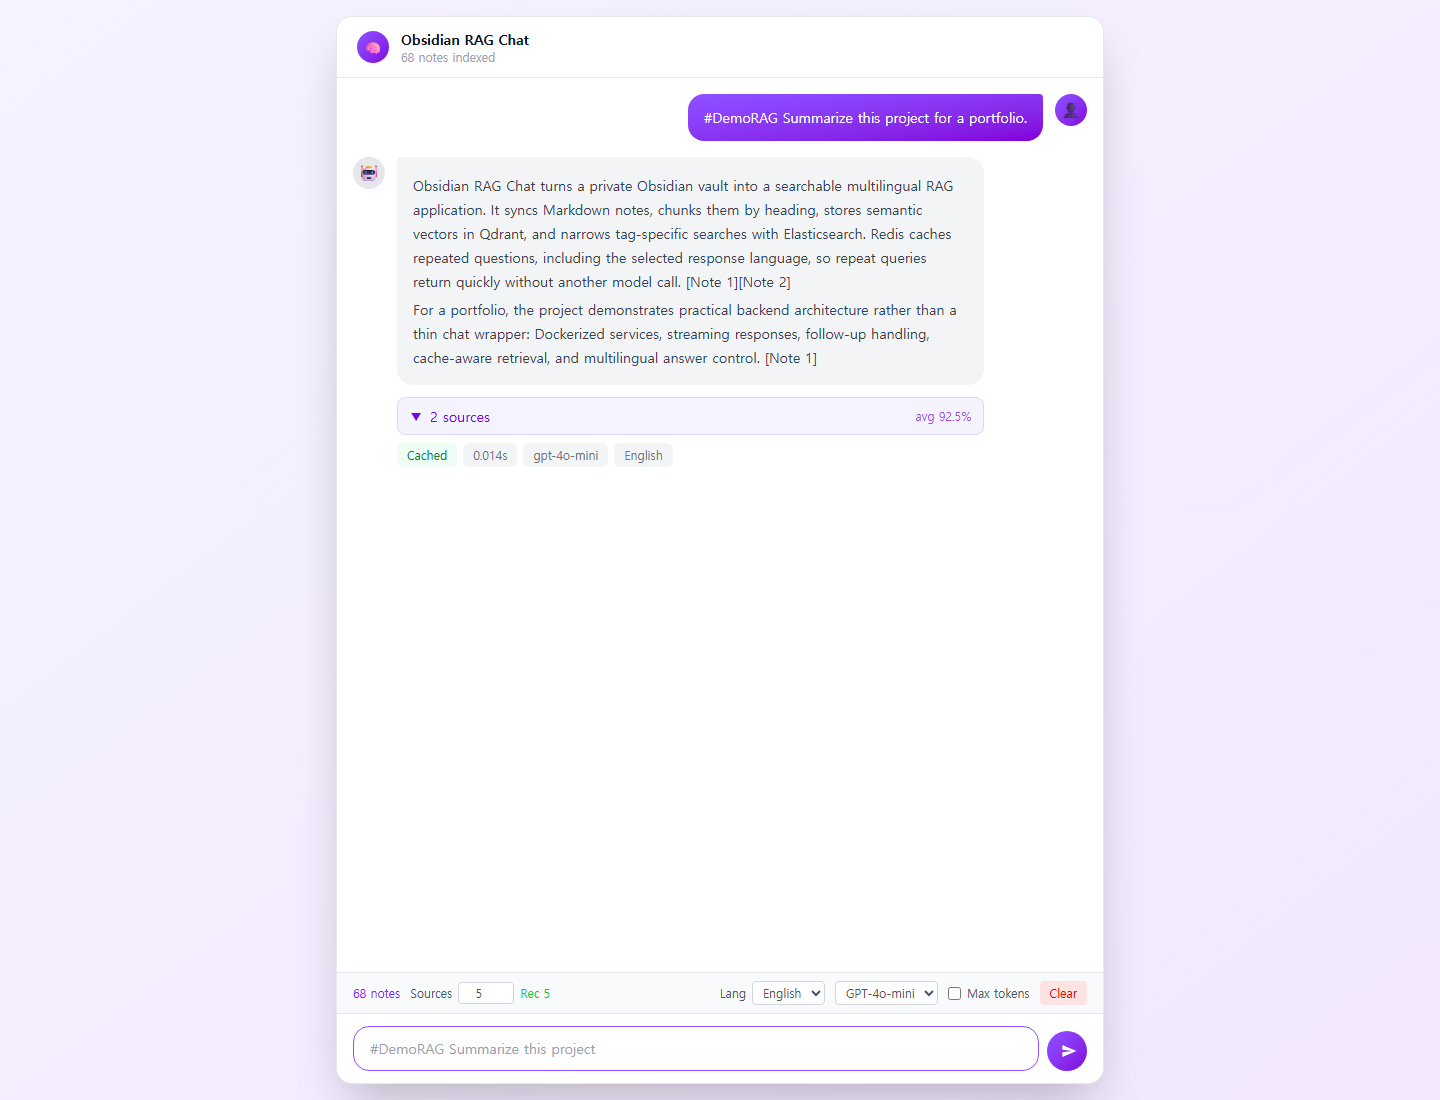 Obsidian RAG Chat
68 notes indexed
#DemoRAG Summarize this project for a portfolio.
Obsidian RAG Chat turns a private Obsidian vault into a searchable multilingual RAG
application. It syncs Markdown notes, chunks them by heading, stores semantic
vectors in Qdrant, and narrows tag-specific searches with Elasticsearch. Redis caches
repeated questions, including the selected response language, so repeat queries
return quickly without another model call. [Note 1][Note 2]
For a portfolio, the project demonstrates practical backend architecture rather than a
thin chat wrapper: Dockerized services, streaming responses, follow-up handling,
cache-aware retrieval, and multilingual answer control. [Note 1]
▼ 2 sources avg 92.5%
Cached 0.014s gpt-4o-mini English
68 notes Sources 5 Rec 5 Lang English GPT-4o-mini Max tokens Clear
#DemoRAG Summarize this project